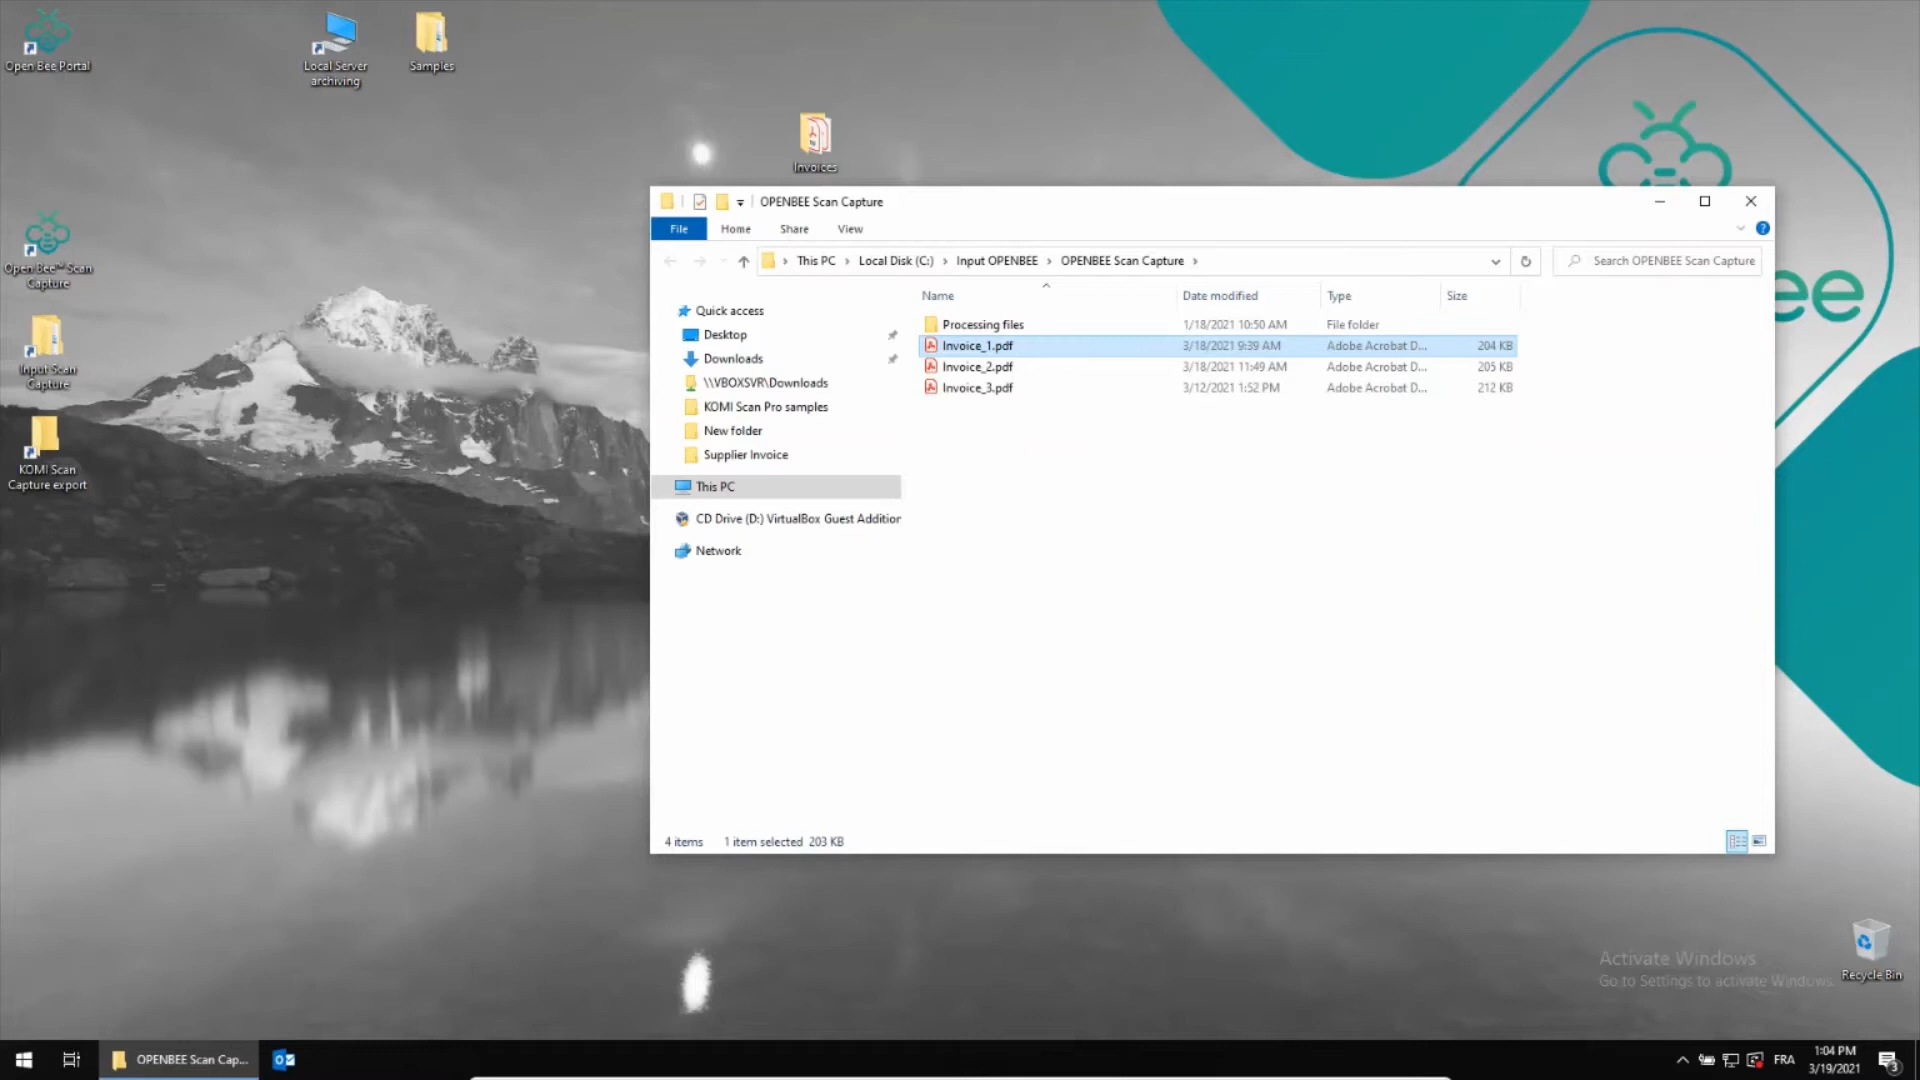 Open Bee Portal
Local Server
archiving
Samples
Invoices
Open Bee™ Scan
Capture
Input Scan
Capture
KOMI Scan
Capture export
ee
OPENBEE Scan Capture
File
Home
Share
View
This PC
Local Disk (C:)
Input OPENBEE
OPENBEE Scan Capture
Search OPENBEE Scan Capture
Name
Date modified
Type
Size
Quick access
Desktop
Downloads
\\VBOXSVR\Downloads
KOMI Scan Pro samples
New folder
Supplier Invoice
This PC
CD Drive (D:) VirtualBox Guest Addition
Network
Processing files 1/18/2021 10:50 AM File folder
Invoice_1.pdf 3/18/2021 9:39 AM Adobe Acrobat D... 204 KB
Invoice_2.pdf 3/18/2021 11:49 AM Adobe Acrobat D... 205 KB
Invoice_3.pdf 3/12/2021 1:52 PM Adobe Acrobat D... 212 KB
4 items 1 item selected 203 KB
Activate Windows
Go to Settings to activate Windows.
Recycle Bin
OPENBEE Scan Cap...
FRA
1:04 PM
3/19/2021
3